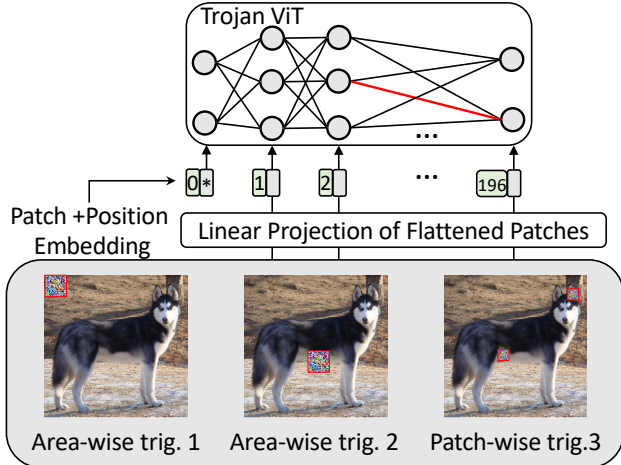 Trojan ViT
...
0 * 1 2 ... 196
Patch +Position
Embedding
Linear Projection of Flattened Patches
Area-wise trig. 1 Area-wise trig. 2 Patch-wise trig.3